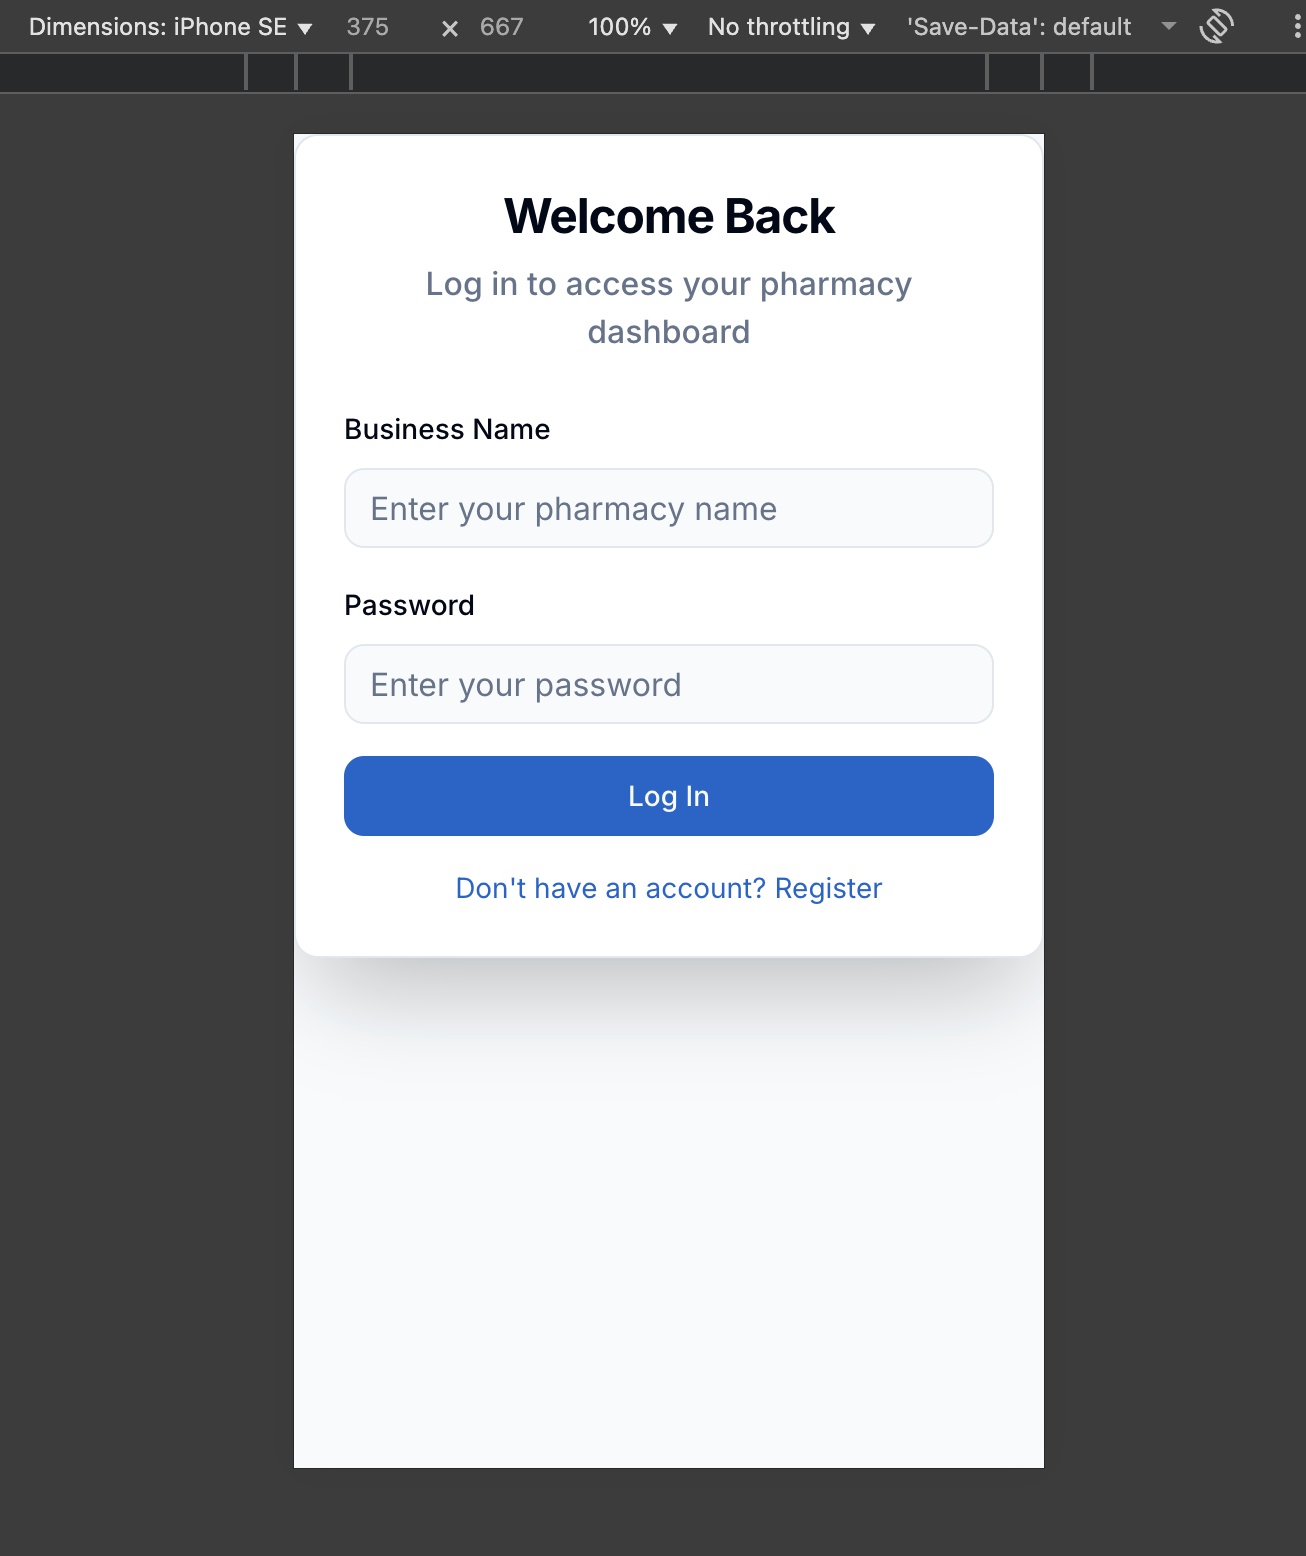 Dimensions: iPhone SE ▼ 375 × 667 100% ▼ No throttling ▼ 'Save-Data': default
Welcome Back
Log in to access your pharmacy
dashboard
Business Name
Enter your pharmacy name
Password
Enter your password
Log In
Don't have an account? Register